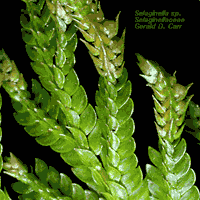 Selaginella sp.
Selaginellaceae
Gerald D. Carr